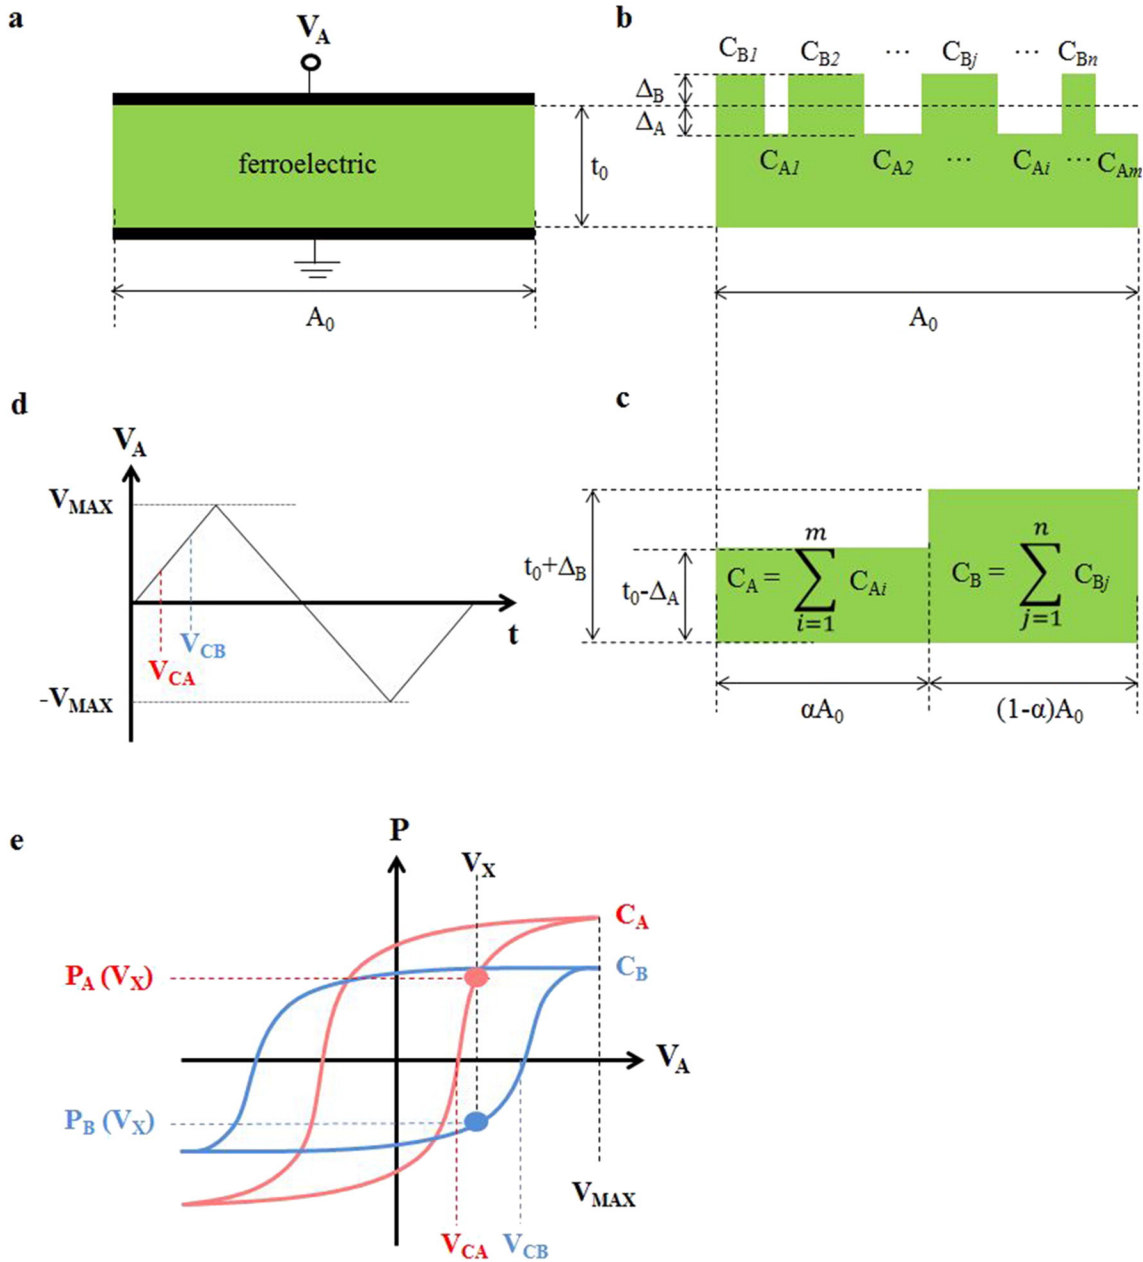 a
V_A
ferroelectric
t_0
A_0
b
C_B1 C_B2 ··· C_Bj ··· C_Bn
Δ_B
Δ_A
C_A1 C_A2 ··· C_Ai ··· C_Am
A_0
d
V_A
V_MAX
V_CB
V_CA
t
-V_MAX
c
t_0+Δ_B
t_0-Δ_A
C_A = ∑_{i=1}^{m} C_Ai
C_B = ∑_{j=1}^{n} C_Bj
αA_0
(1-α)A_0
e
P
V_X
C_A
P_A (V_X)
C_B
V_A
P_B (V_X)
V_MAX
V_CA V_CB